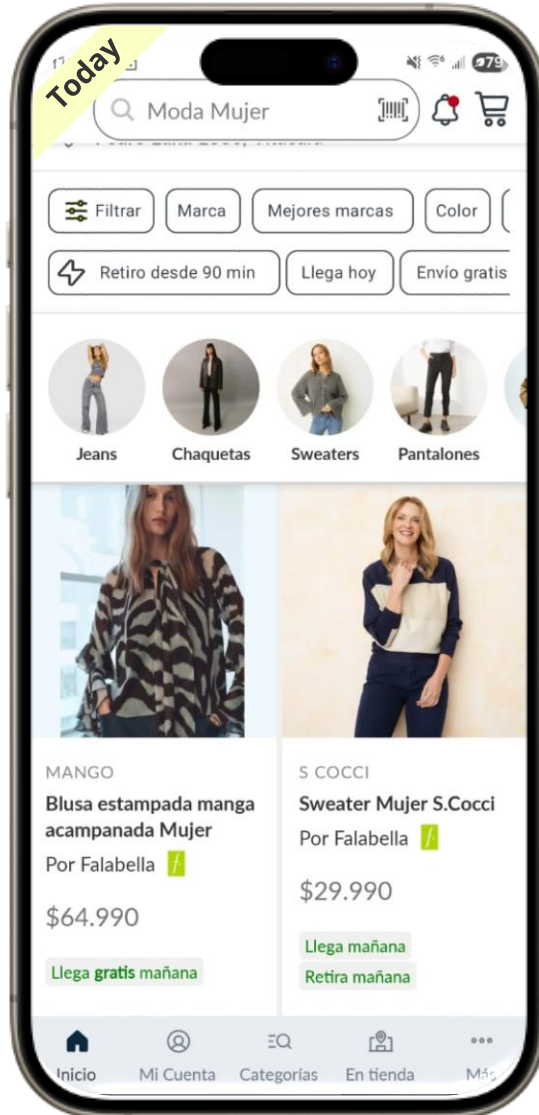 Today
79
Moda Mujer
Filtrar
Marca
Mejores marcas
Color
Retiro desde 90 min
Llega hoy
Envío gratis
Jeans
Chaquetas
Sweaters
Pantalones
MANGO
Blusa estampada manga
acampanada Mujer
Por Falabella
$64.990
Llega gratis mañana
S COCCI
Sweater Mujer S.Cocci
Por Falabella
$29.990
Llega mañana
Retira mañana
Inicio
Mi Cuenta
Categorías
En tienda
Más